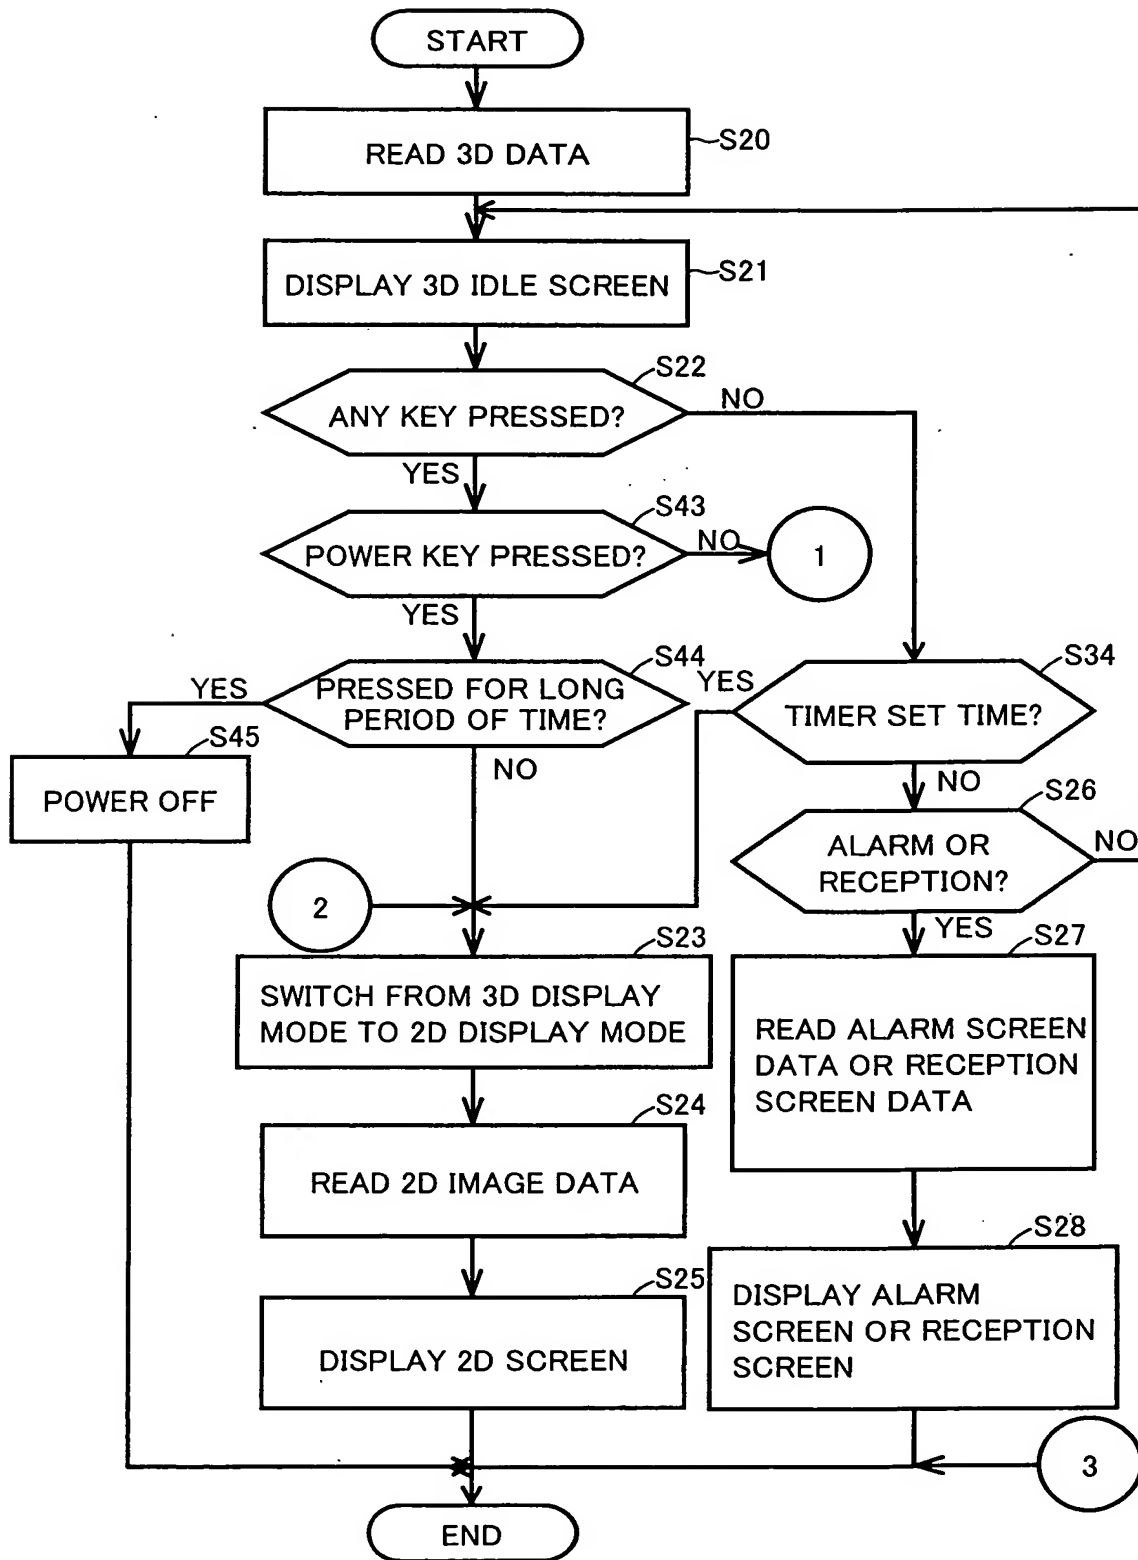 START
READ 3D DATA
S20
DISPLAY 3D IDLE SCREEN
S21
S22
ANY KEY PRESSED?
NO
YES
S43
POWER KEY PRESSED?
NO
1
YES
S44
PRESSED FOR LONG
PERIOD OF TIME?
YES
NO
S45
POWER OFF
S34
YES
TIMER SET TIME?
NO
S26
ALARM OR
RECEPTION?
NO
YES
2
S23
SWITCH FROM 3D DISPLAY
MODE TO 2D DISPLAY MODE
S27
READ ALARM SCREEN
DATA OR RECEPTION
SCREEN DATA
S24
READ 2D IMAGE DATA
S28
DISPLAY ALARM
SCREEN OR RECEPTION
SCREEN
S25
DISPLAY 2D SCREEN
3
END